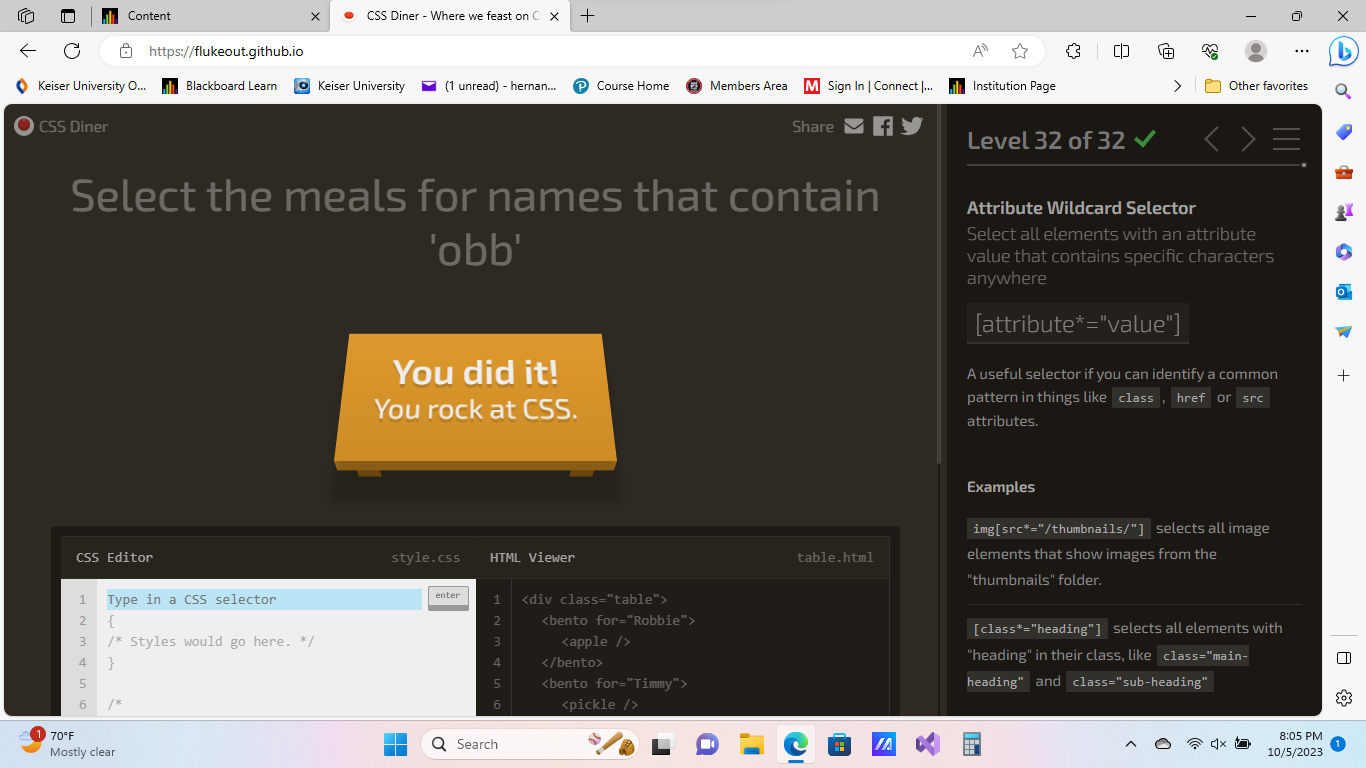 Content
CSS Diner - Where we feast on C
https://flukeout.github.io
Keiser University O...
Blackboard Learn
Keiser University
(1 unread) - hernan...
Course Home
Members Area
Sign In | Connect |...
Institution Page
Other favorites
CSS Diner
Share
Select the meals for names that contain
'obb'
You did it!
You rock at CSS.
CSS Editor
style.css
HTML Viewer
table.html
1 Type in a CSS selector
enter
2 {
3 /* Styles would go here. */
4 }
5
6 /*
1 <div class="table">
2 <bento for="Robbie">
3 <apple />
4 </bento>
5 <bento for="Timmy">
6 <pickle />
Level 32 of 32
Attribute Wildcard Selector
Select all elements with an attribute
value that contains specific characters
anywhere
[attribute*="value"]
A useful selector if you can identify a common
pattern in things like class, href or src
attributes.
Examples
img[src*="/thumbnails/"] selects all image
elements that show images from the
"thumbnails" folder.
[class*="heading"] selects all elements with
"heading" in their class, like class="main-
heading" and class="sub-heading"
1
70°F
Mostly clear
Search
8:05 PM
10/5/2023
1